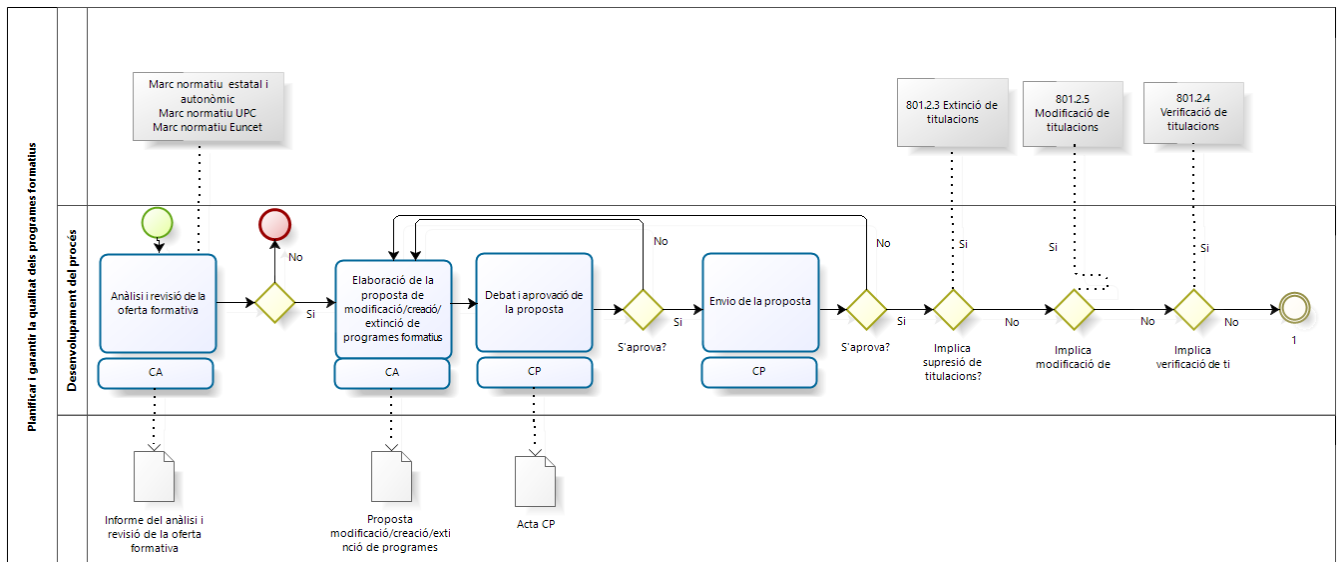 Planificar i garantir la qualitat dels programes formatius
Desenvolupament del procés
Marc normatiu estatal i
autonòmic
Marc normatiu UPC
Marc normatiu Euncet
801.2.3 Extinció de
titulacions
801.2.5
Modificació de
titulacions
801.2.4
Verificació de
titulacions
Anàlisi i revisió de la
oferta formativa
CA
No
Si
Elaboració de la
proposta de
modificació/creació/
extinció de
programes formatius
CA
Debat i aprovació de
la proposta
CP
No
Si
S'aprova?
Envio de la proposta
CP
No
Si
S'aprova?
Si
No
Implica
supresió de
titulacions?
Si
No
Implica
modificació de
Si
No
Implica
verificació de ti
1
Informe del anàlisi i
revisió de la oferta
formativa
Proposta
modificació/creació/exti
nció de programes
Acta CP